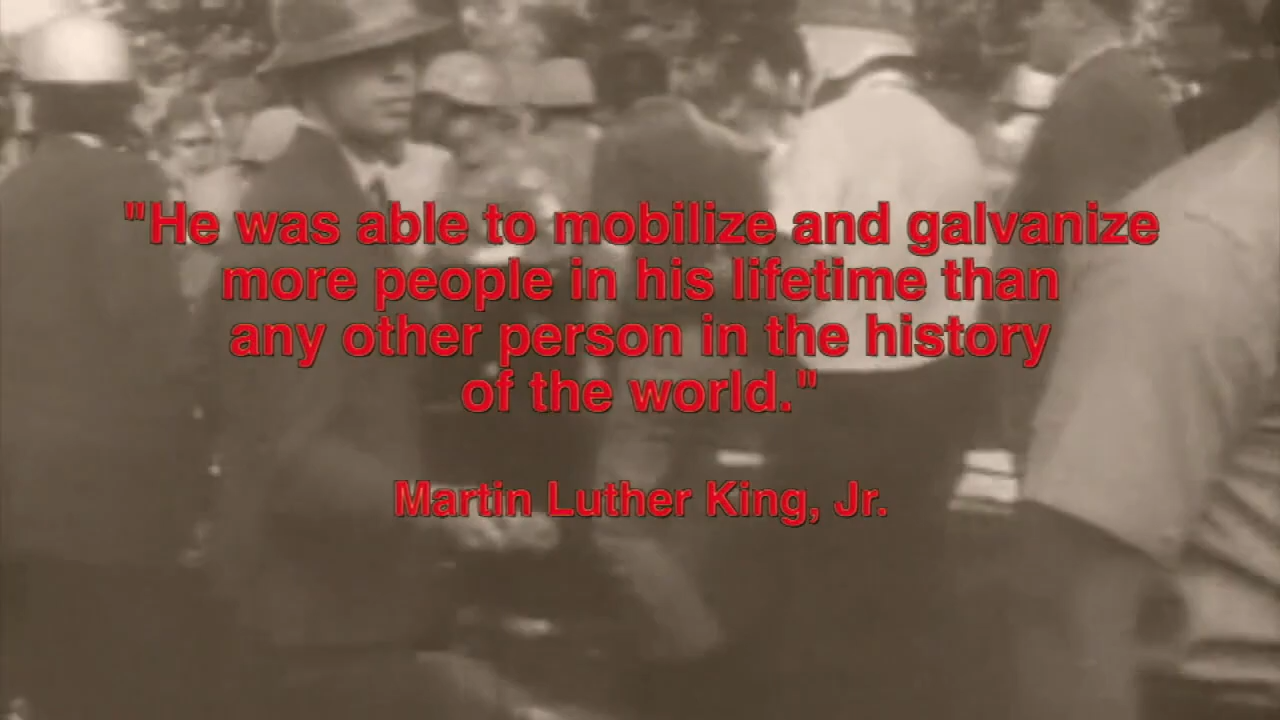 "He was able to mobilize and galvanize
more people in his lifetime than
any other person in the history
of the world."
Martin Luther King, Jr.